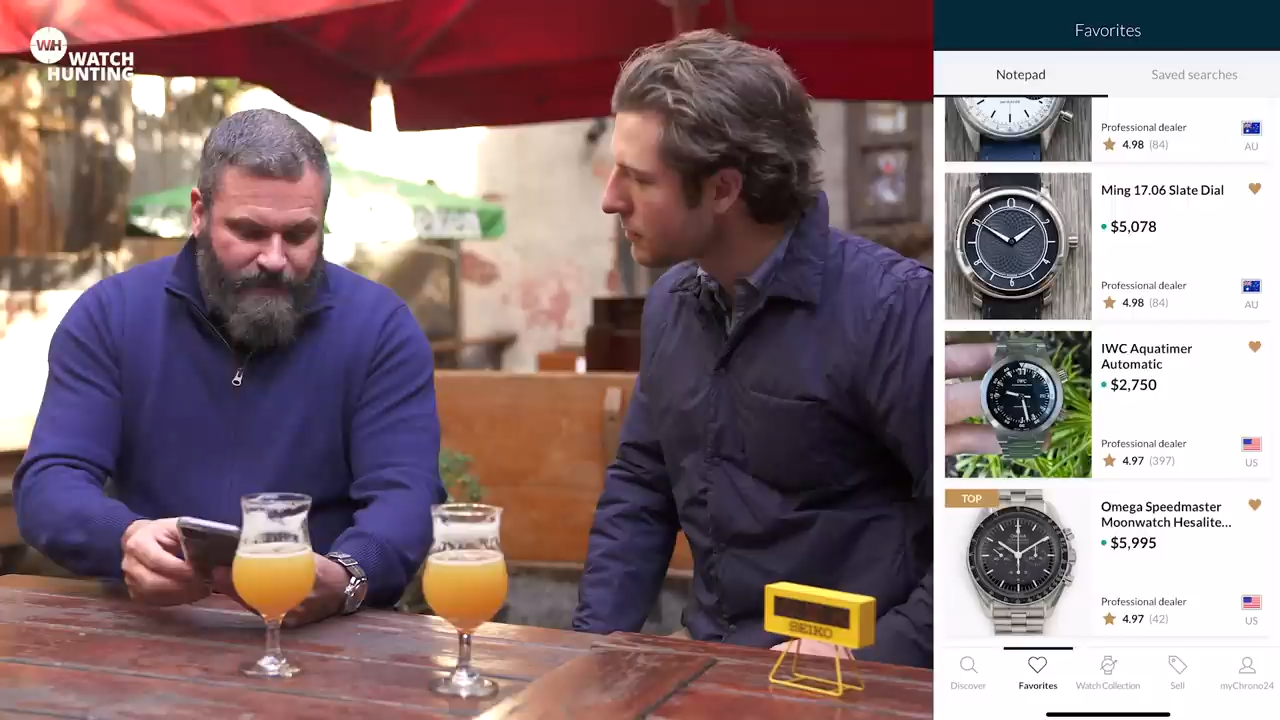 WH
WATCH
HUNTING
SEIKO
Favorites
Notepad
Saved searches
Professional dealer
4.98 (84)
AU
Ming 17.06 Slate Dial
$5,078
Professional dealer
4.98 (84)
AU
IWC Aquatimer
Automatic
$2,750
Professional dealer
4.97 (397)
US
TOP
Omega Speedmaster
Moonwatch Hesalite...
$5,995
Professional dealer
4.97 (42)
US
Discover
Favorites
Watch Collection
Sell
myChrono24